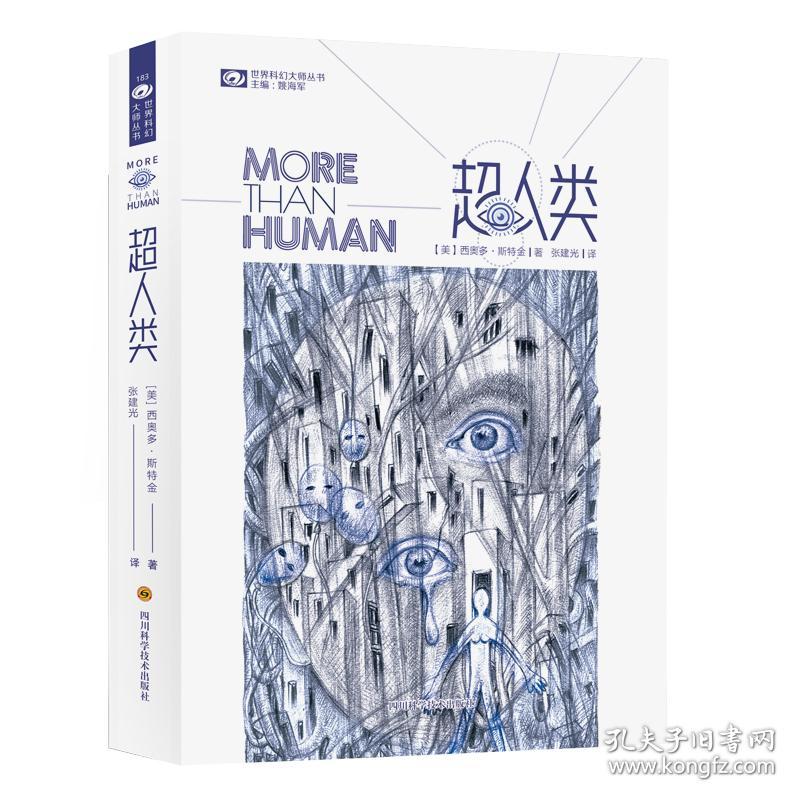 183
世界科幻
大师丛书
MORE
THAN
HUMAN
超人类
[美]西奥多·斯特金 著
张建光 译
四川科学技术出版社
世界科幻大师丛书
主编：姚海军
MORE
THAN
HUMAN
超人类
【美】西奥多·斯特金|著 张建光|译
四川科学技术出版社
孔夫子旧书网
www.kongfz.com